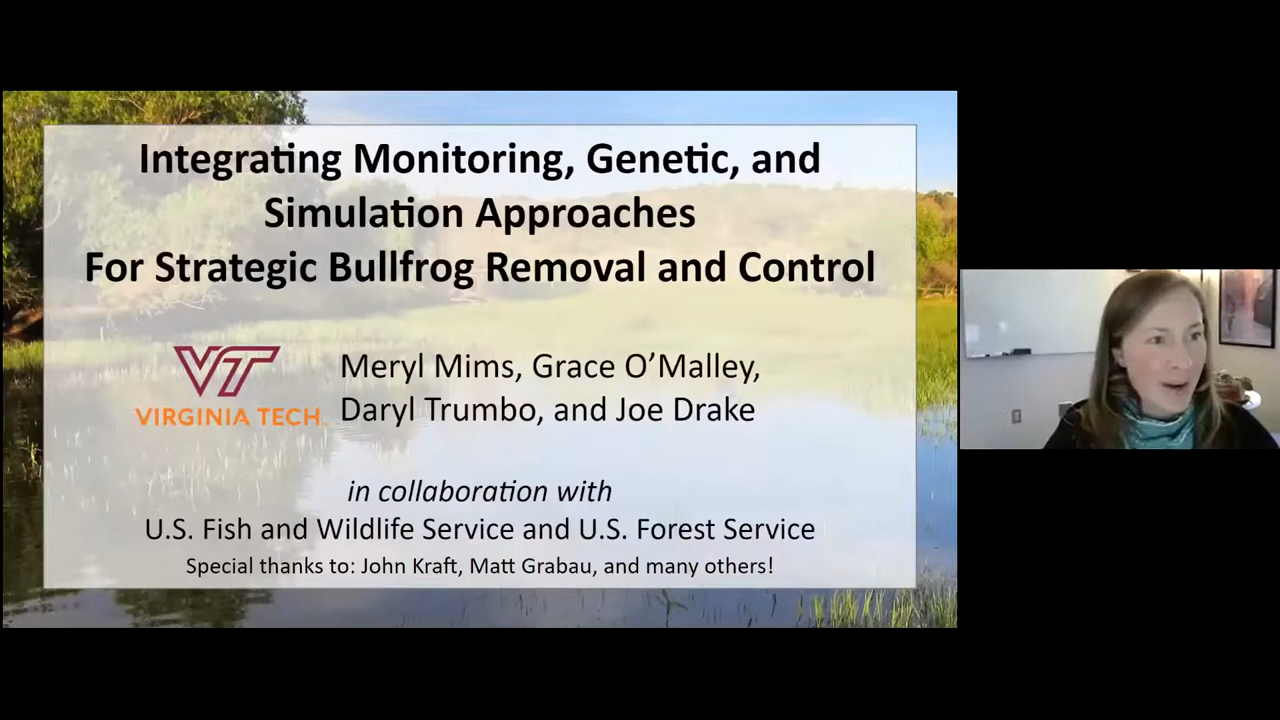 Integrating Monitoring, Genetic, and
Simulation Approaches
For Strategic Bullfrog Removal and Control
VT
VIRGINIA TECH
Meryl Mims, Grace O’Malley,
Daryl Trumbo, and Joe Drake
in collaboration with
U.S. Fish and Wildlife Service and U.S. Forest Service
Special thanks to: John Kraft, Matt Grabau, and many others!